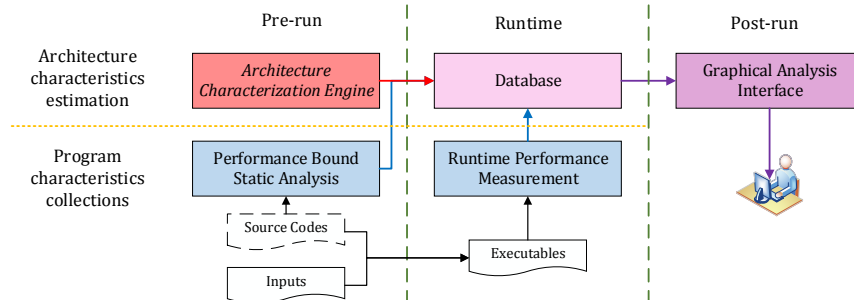 Pre-run
Runtime
Post-run
Architecture
characteristics
estimation
Architecture
Characterization Engine
Database
Graphical Analysis
Interface
Program
characteristics
collections
Performance Bound
Static Analysis
Runtime Performance
Measurement
Source Codes
Executables
Inputs